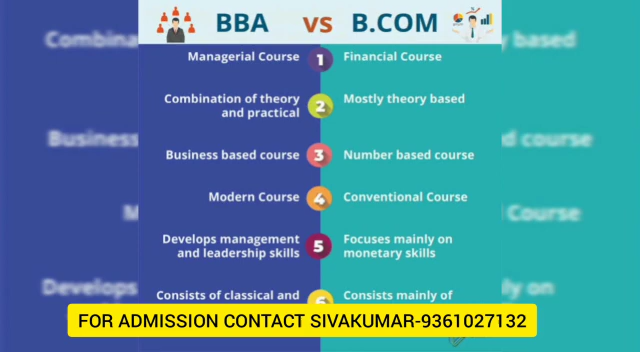 BBA vs B.COM
Managerial Course 1 Financial Course
Combination of theory
and practical
2
Mostly theory based
Business based course 3 Number based course
Modern Course 4 Conventional Course
Develops management
and leadership skills
5
Focuses mainly on
monetary skills
Consists of classical and
6
Consists mainly of
FOR ADMISSION CONTACT SIVAKUMAR-9361027132